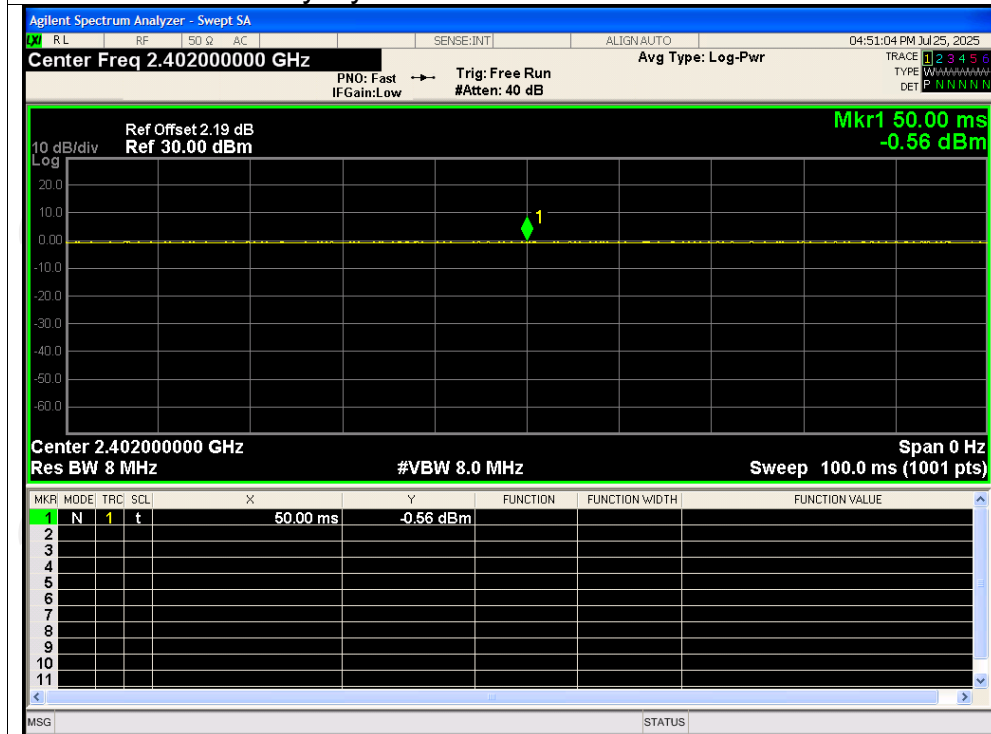 Agilent Spectrum Analyzer - Swept SA
LXI RL RF 50 Ω AC SENSE:INT ALIGN AUTO 04:51:04 PM Jul 25, 2025
Center Freq 2.402000000 GHz Avg Type: Log-Pwr TRACE 1 2 3 4 5 6
PNO: Fast Trig: Free Run TYPE WWWWWW
IFGain:Low #Atten: 40 dB DET P N N N N N
Mkr1 50.00 ms
Ref Offset 2.19 dB
10 dB/div Ref 30.00 dBm -0.56 dBm
Log
20.0
10.0
1
0.00
-10.0
-20.0
-30.0
-40.0
-50.0
-60.0
Center 2.402000000 GHz Span 0 Hz
Res BW 8 MHz #VBW 8.0 MHz Sweep 100.0 ms (1001 pts)
MKR MODE TRC SCL X Y FUNCTION FUNCTION WIDTH FUNCTION VALUE
1 N 1 t 50.00 ms -0.56 dBm
2
3
4
5
6
7
8
9
10
11
MSG STATUS